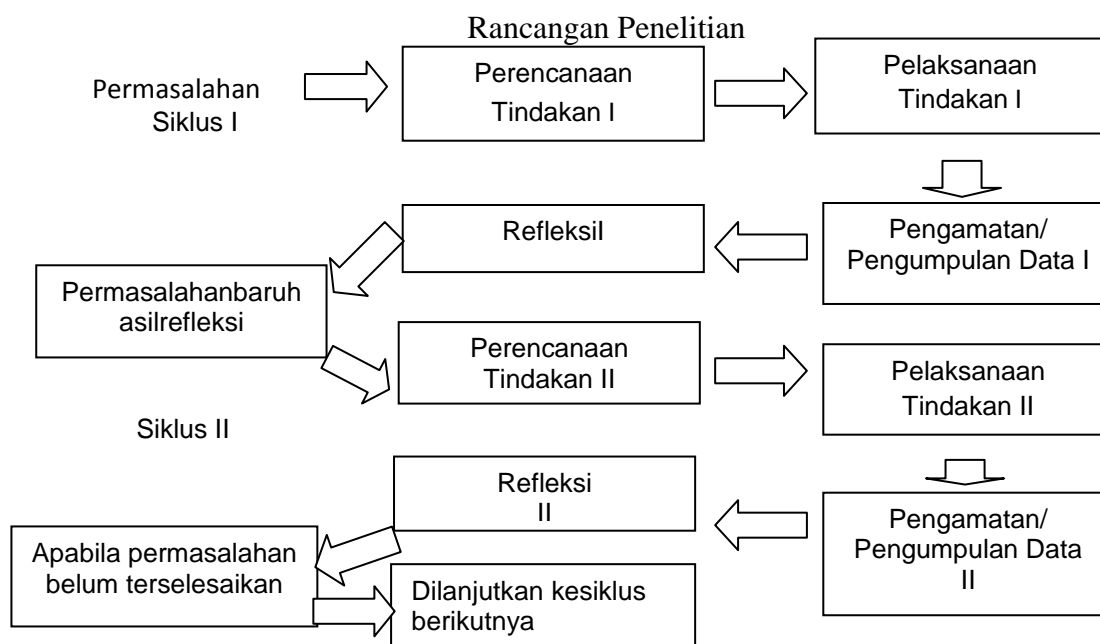 Rancangan Penelitian
Permasalahan
Siklus I
Perencanaan
Tindakan I
Pelaksanaan
Tindakan I
Pengamatan/
Pengumpulan Data I
RefleksiI
Permasalahanbaruh
asilrefleksi
Perencanaan
Tindakan II
Pelaksanaan
Tindakan II
Siklus II
Pengamatan/
Pengumpulan Data
II
Refleksi
II
Apabila permasalahan
belum terselesaikan
Dilanjutkan kesiklus
berikutnya